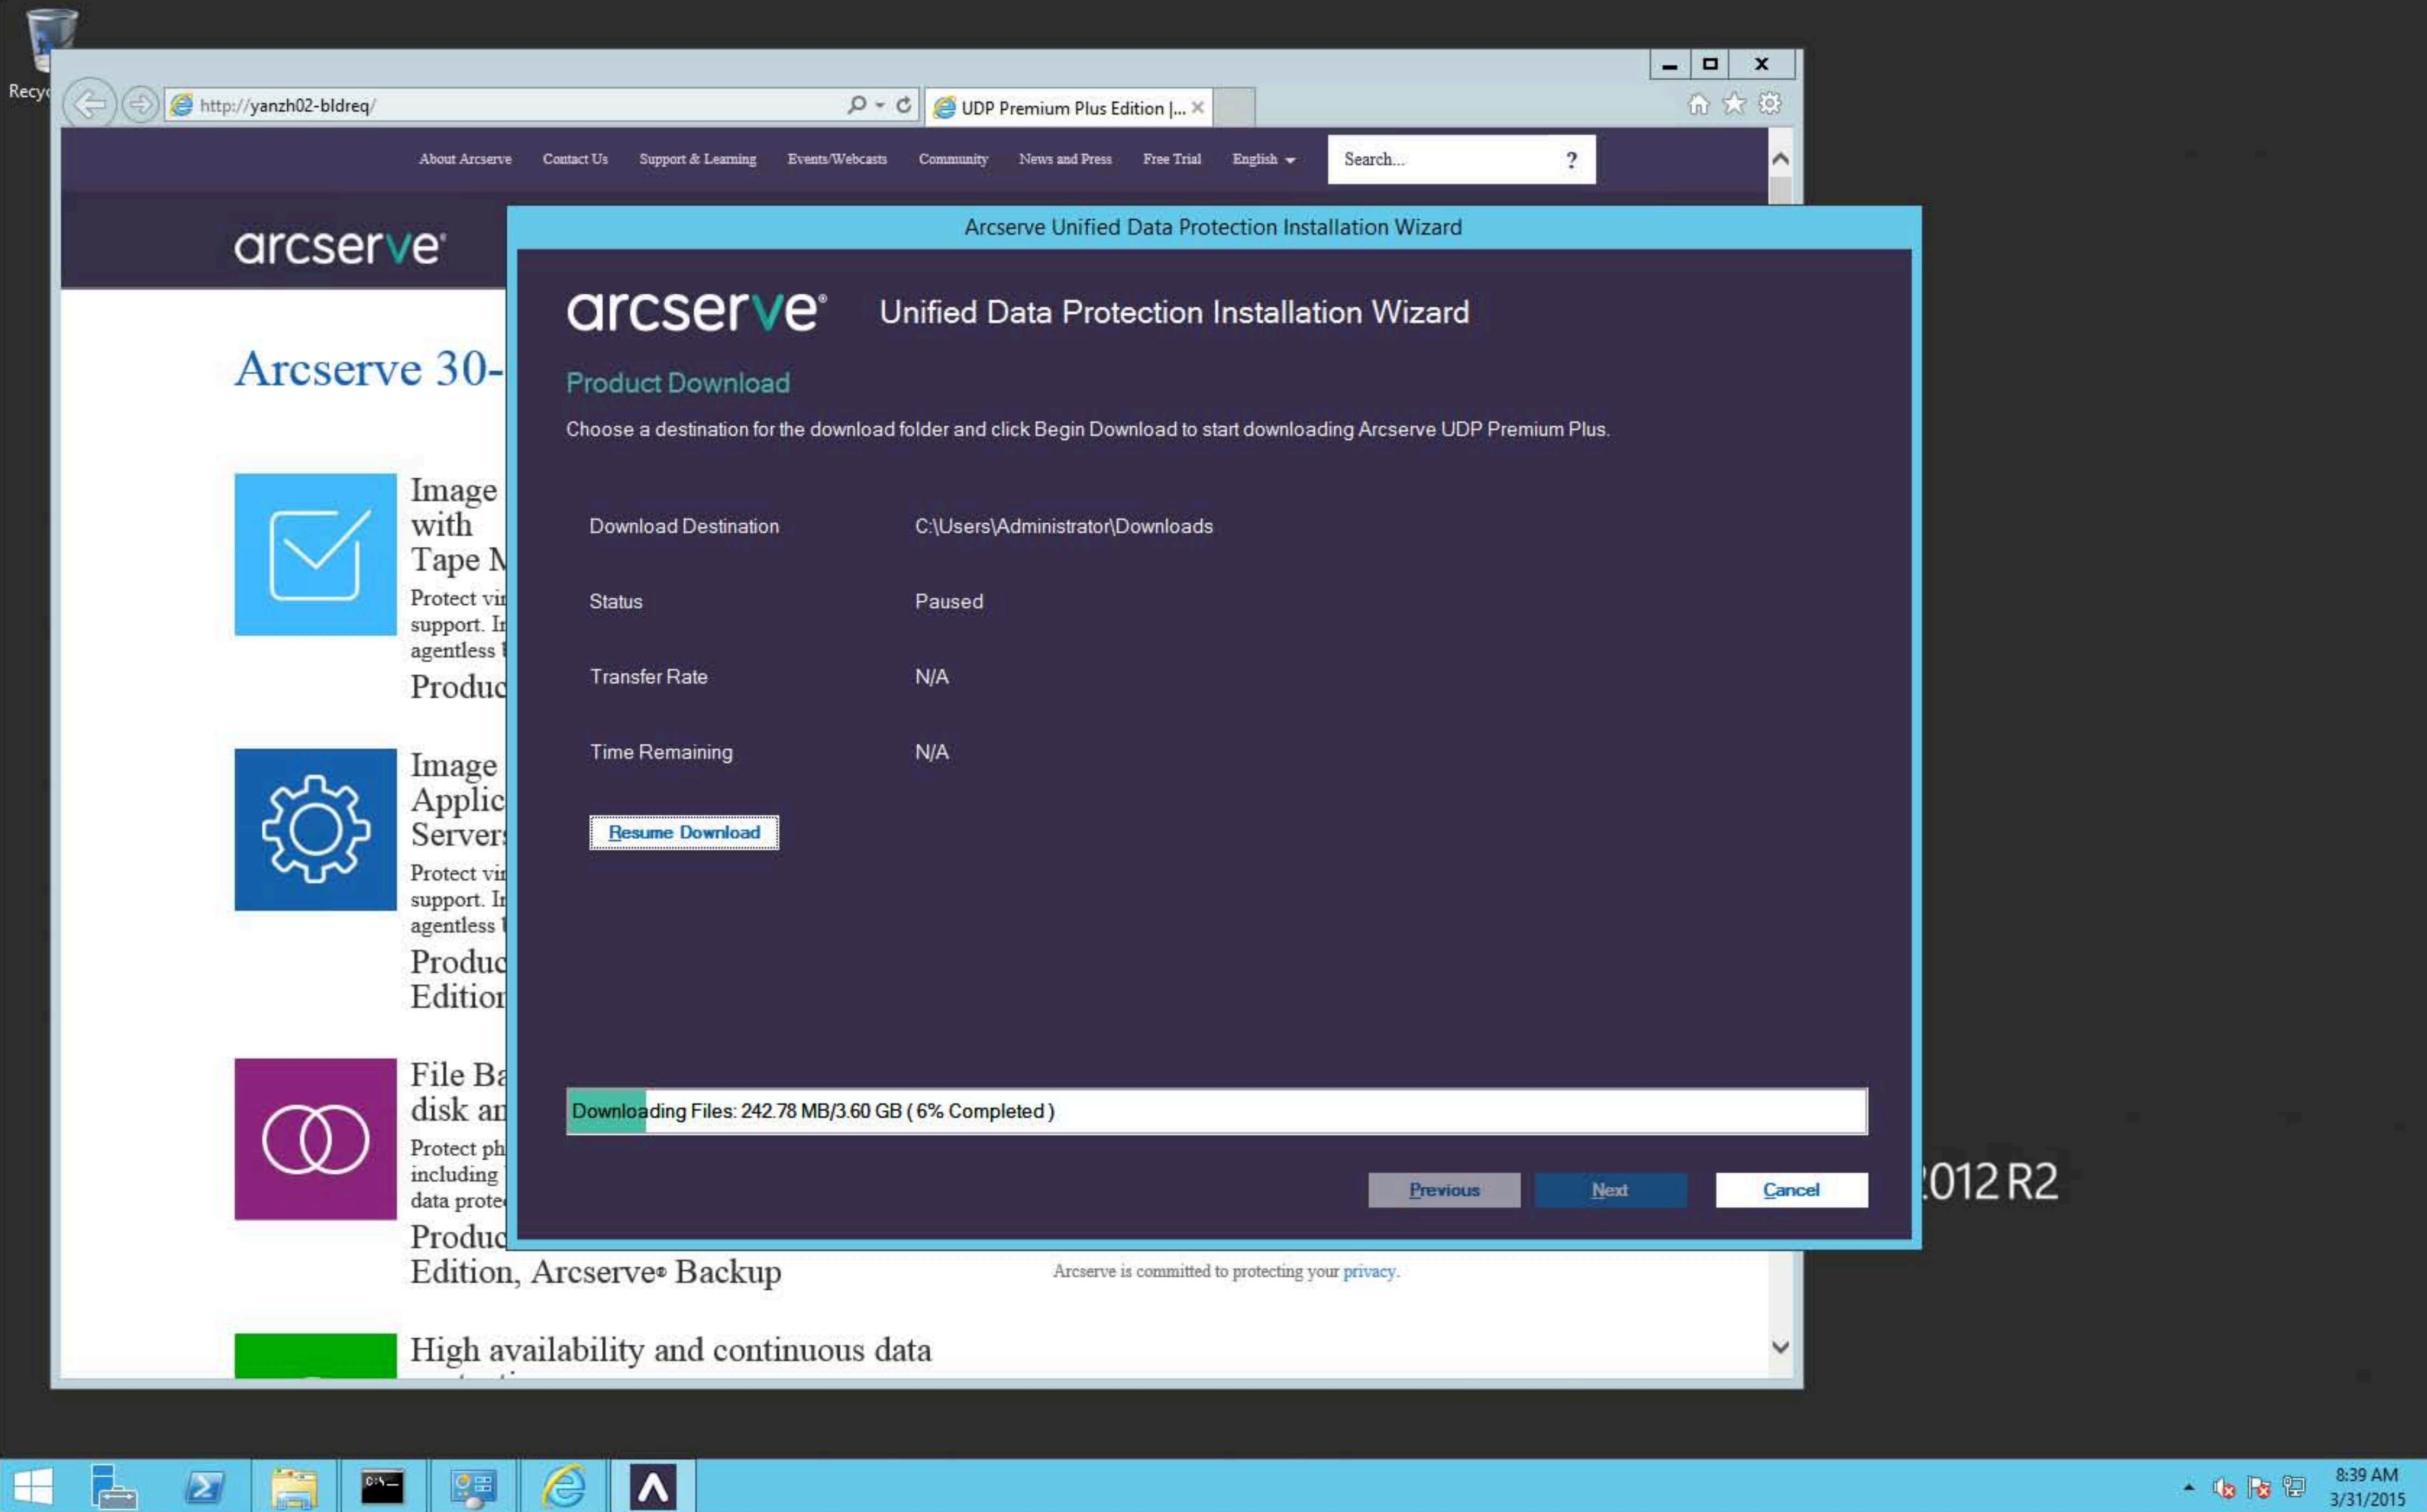 Recyc
http://yanzh02-bldreq/
UDP Premium Plus Edition |...
About Arcserve Contact Us Support & Learning Events/Webcasts Community News and Press Free Trial English Search... ?
arcserve
Arcserve Unified Data Protection Installation Wizard
arcserve® Unified Data Protection Installation Wizard
Arcserve 30-
Product Download
Choose a destination for the download folder and click Begin Download to start downloading Arcserve UDP Premium Plus.
Image
with
Tape M
Protect vir
support. In
agentless
Produc
Download Destination C:\Users\Administrator\Downloads
Status Paused
Transfer Rate N/A
Time Remaining N/A
Resume Download
Image
Applic
Servers
Protect vir
support. In
agentless
Produc
Edition
File Ba
disk an
Protect ph
including
data prote
Produc
Edition, Arcserve® Backup
Downloading Files: 242.78 MB/3.60 GB ( 6% Completed )
Previous Next Cancel
2012 R2
Arcserve is committed to protecting your privacy.
High availability and continuous data
C:\_
8:39 AM
3/31/2015